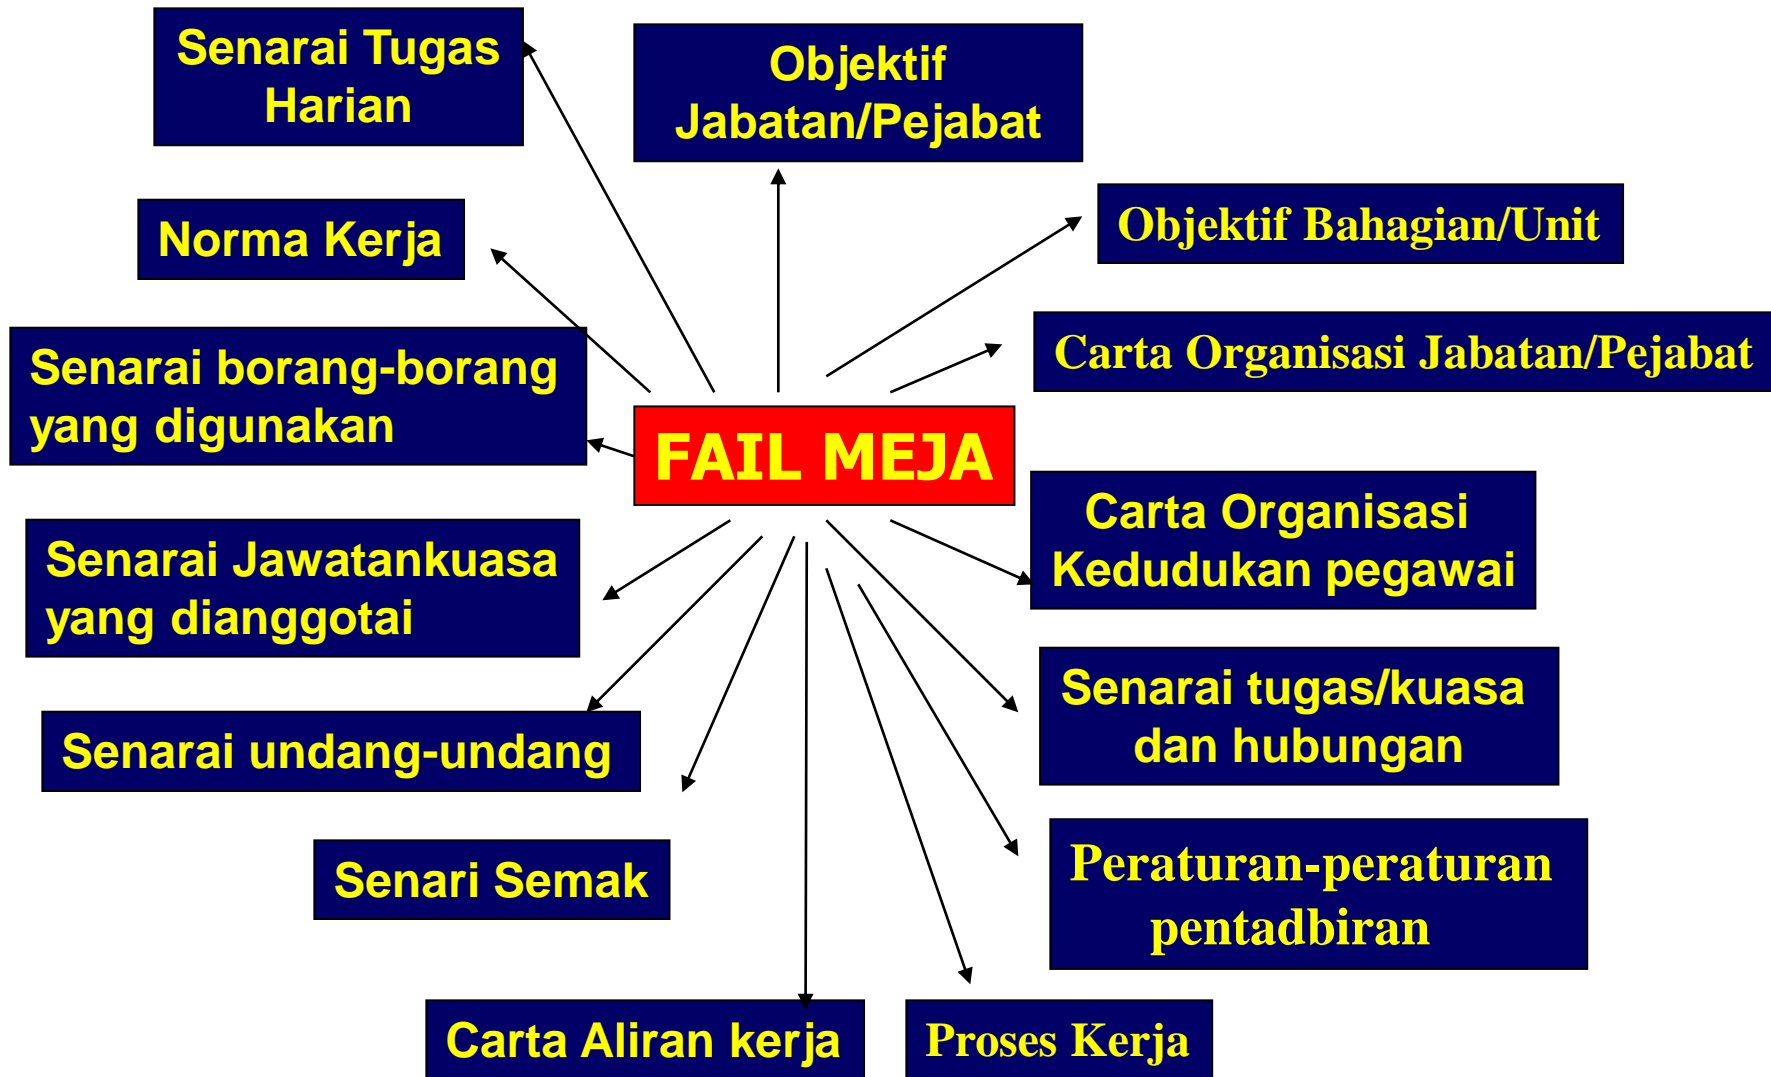 Senarai Tugas
Harian
Objektif
Jabatan/Pejabat
Norma Kerja
Objektif Bahagian/Unit
Senarai borang-borang
yang digunakan
Carta Organisasi Jabatan/Pejabat
FAIL MEJA
Carta Organisasi
Kedudukan pegawai
Senarai Jawatankuasa
yang dianggotai
Senarai tugas/kuasa
dan hubungan
Senarai undang-undang
Senari Semak
Peraturan-peraturan
pentadbiran
Carta Aliran kerja
Proses Kerja